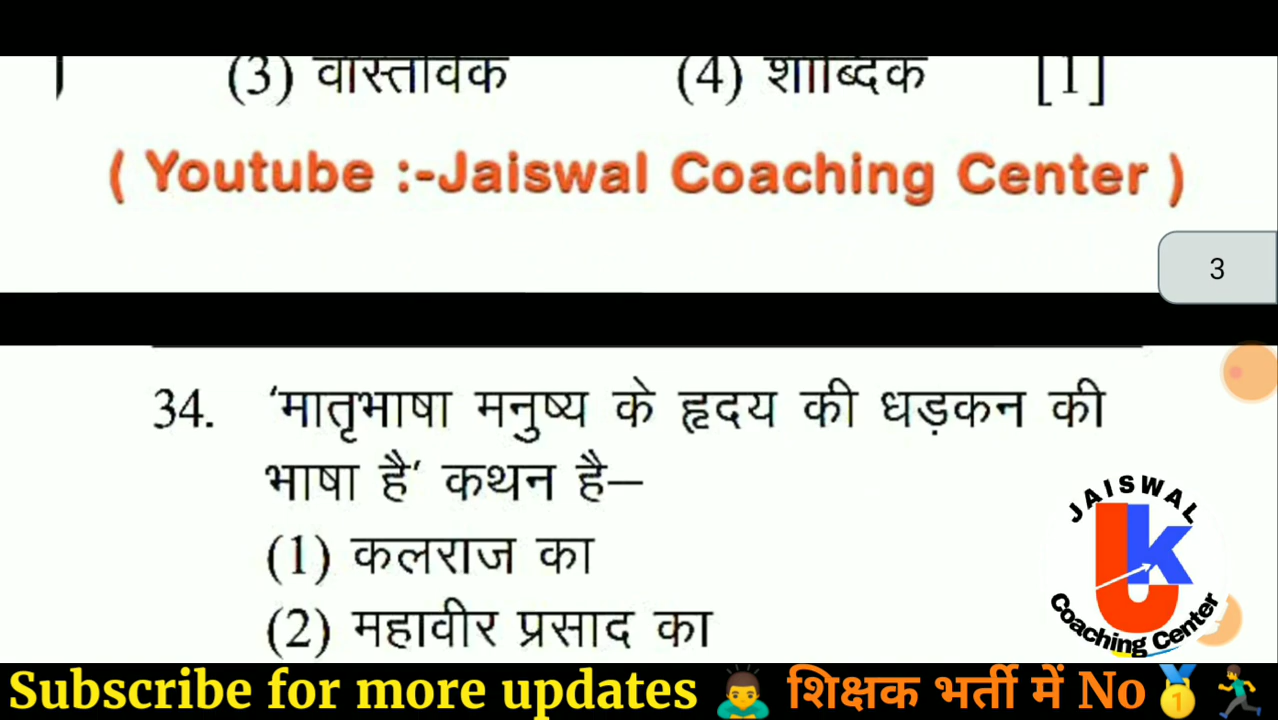 (3) वास्तविक (4) शाब्दिक [1]
( Youtube :-Jaiswal Coaching Center )
3
34. ‘मातृभाषा मनुष्य के हृदय की धड़कन की
भाषा है’ कथन है–
(1) कलराज का
(2) महावीर प्रसाद का
JAISWAL
JK
Coaching Center
Subscribe for more updates 🙇‍♂️ शिक्षक भर्ती में No🥇🏃‍♂️